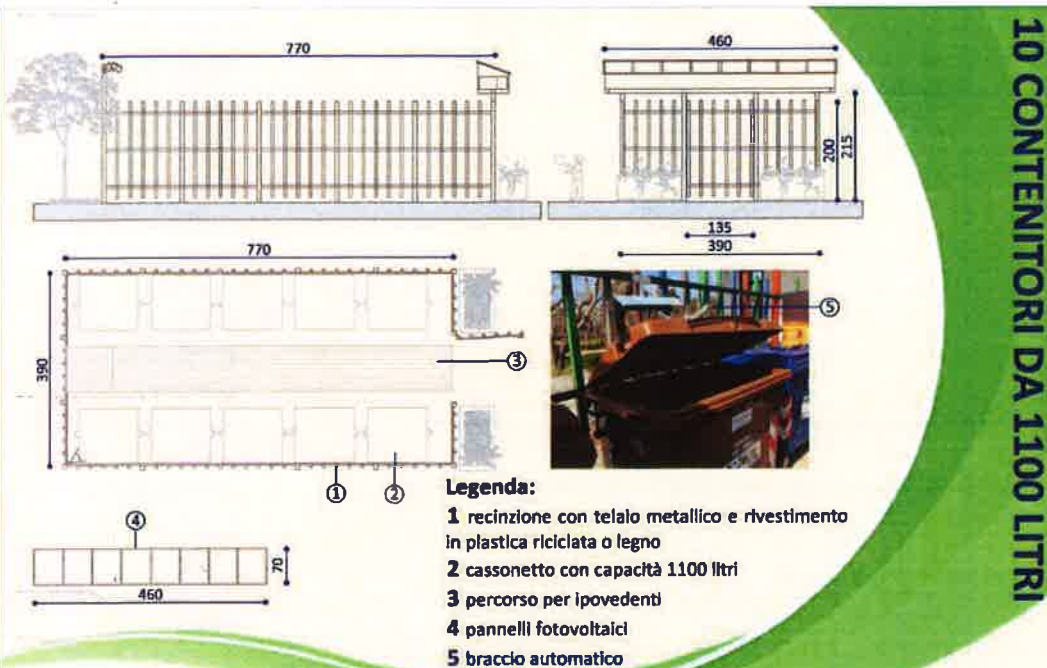 10 CONTENITORI DA 1100 LITRI
770
460
200
215
135
390
770
390
③
⑤
①
②
④
70
460
Legenda:
1 recinzione con telaio metallico e rivestimento
in plastica riciclata o legno
2 cassonetto con capacità 1100 litri
3 percorso per ipovedenti
4 pannelli fotovoltaici
5 braccio automatico